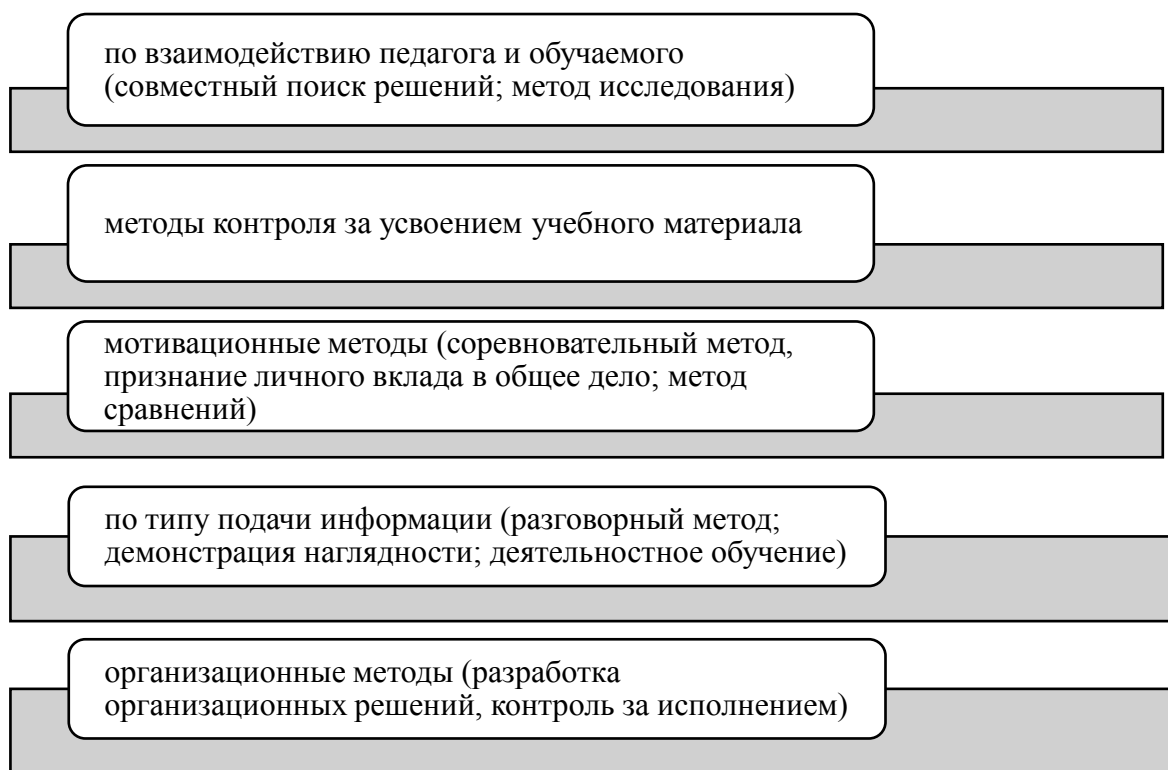 по взаимодействию педагога и обучаемого
(совместный поиск решений; метод исследования)
методы контроля за усвоением учебного материала
мотивационные методы (соревновательный метод,
признание личного вклада в общее дело; метод
сравнений)
по типу подачи информации (разговорный метод;
демонстрация наглядности; деятельностное обучение)
организационные методы (разработка
организационных решений, контроль за исполнением)